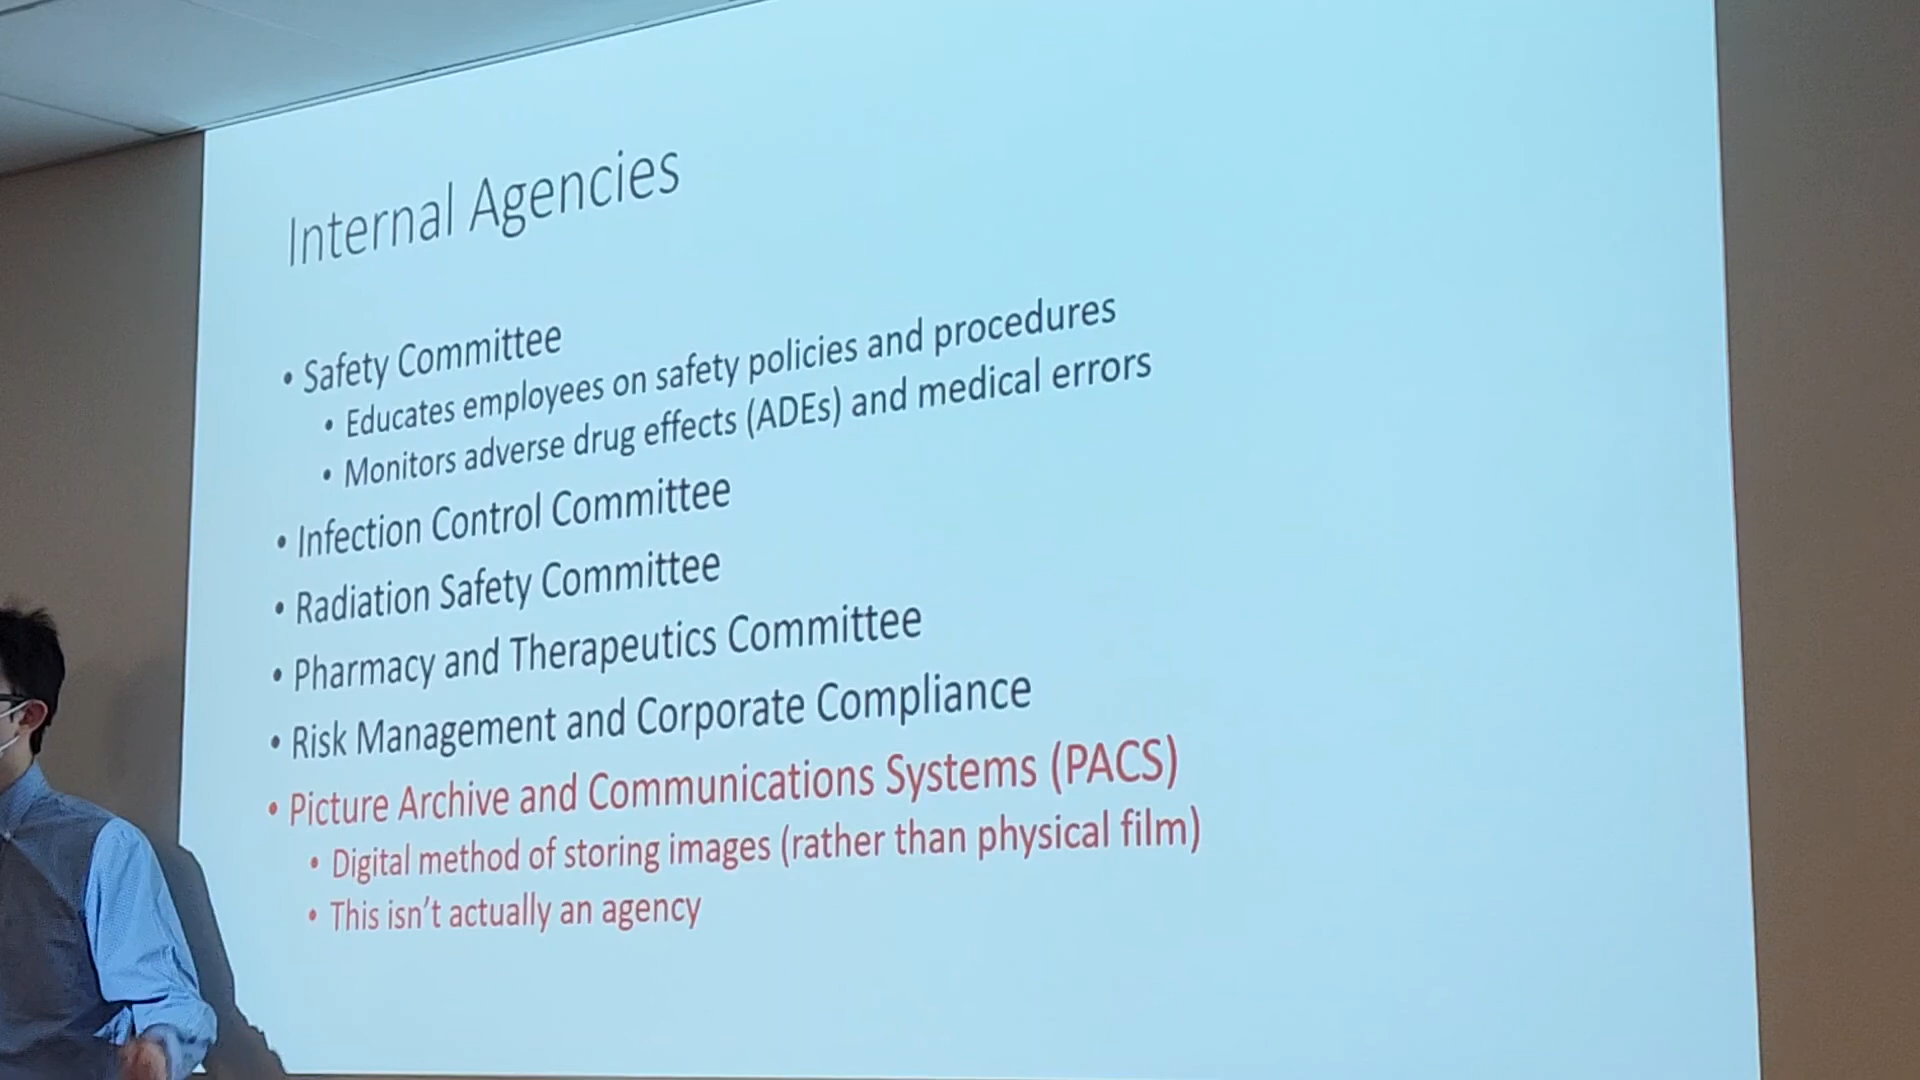 Internal Agencies
• Safety Committee
• Educates employees on safety policies and procedures
• Monitors adverse drug effects (ADEs) and medical errors
• Infection Control Committee
• Radiation Safety Committee
• Pharmacy and Therapeutics Committee
• Risk Management and Corporate Compliance
• Picture Archive and Communications Systems (PACS)
• Digital method of storing images (rather than physical film)
• This isn't actually an agency